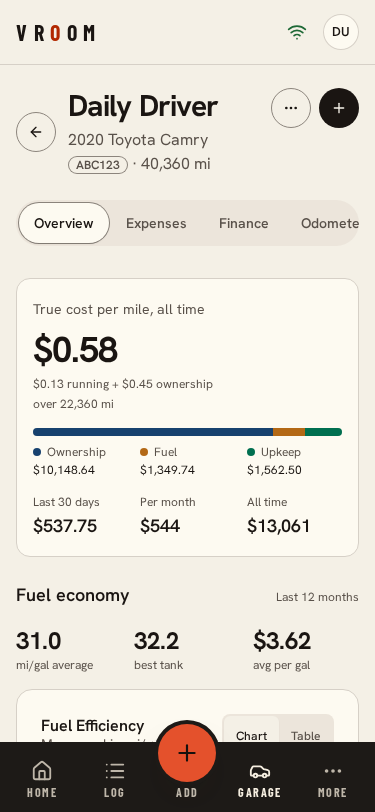 VROOM
DU
Daily Driver
2020 Toyota Camry
ABC123 · 40,360 mi
Overview Expenses Finance Odomete
True cost per mile, all time
$0.58
$0.13 running + $0.45 ownership
over 22,360 mi
Ownership Fuel Upkeep
$10,148.64 $1,349.74 $1,562.50
Last 30 days Per month All time
$537.75 $544 $13,061
Fuel economy Last 12 months
31.0 32.2 $3.62
mi/gal average best tank avg per gal
Fuel Efficiency
Chart Table
HOME LOG ADD GARAGE MORE